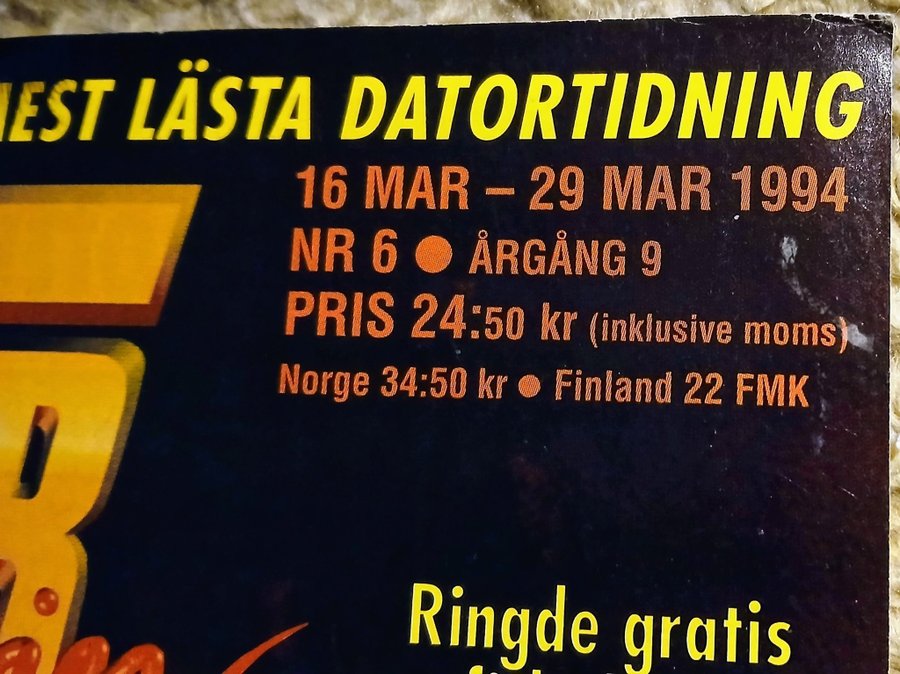 LÄSTA DATORTIDNING
16 MAR – 29 MAR 1994
NR 6 ● ÅRGÅNG 9
PRIS 24:50 kr (inklusive moms)
Norge 34:50 kr ● Finland 22 FMK
Ringde gratis